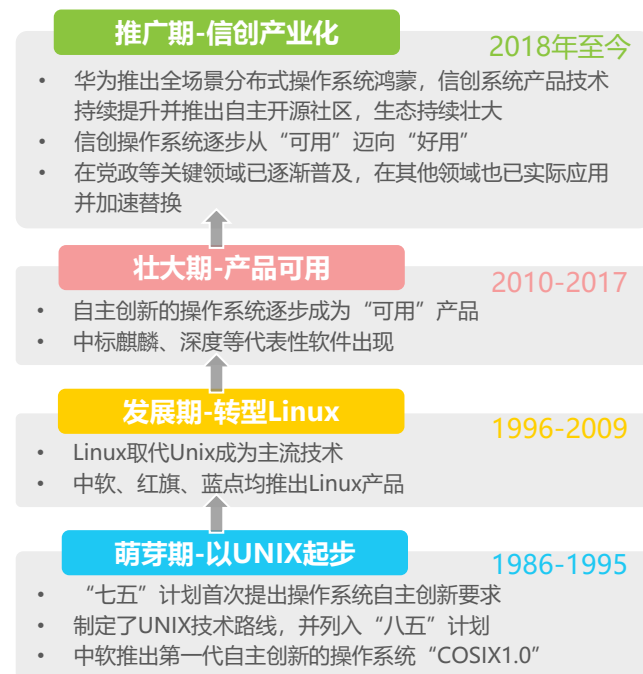 推广期-信创产业化
2018年至今
• 华为推出全场景分布式操作系统鸿蒙，信创系统产品技术
持续提升并推出自主开源社区，生态持续壮大
• 信创操作系统逐步从“可用”迈向“好用”
• 在党政等关键领域已逐渐普及，在其他领域也已实际应用
并加速替换
壮大期-产品可用
2010-2017
• 自主创新的操作系统逐步成为“可用”产品
• 中标麒麟、深度等代表性软件出现
发展期-转型Linux
1996-2009
• Linux取代Unix成为主流技术
• 中软、红旗、蓝点均推出Linux产品
萌芽期-以UNIX起步
1986-1995
• “七五”计划首次提出操作系统自主创新要求
• 制定了UNIX技术路线，并列入“八五”计划
• 中软推出第一代自主创新的操作系统“COSIX1.0”